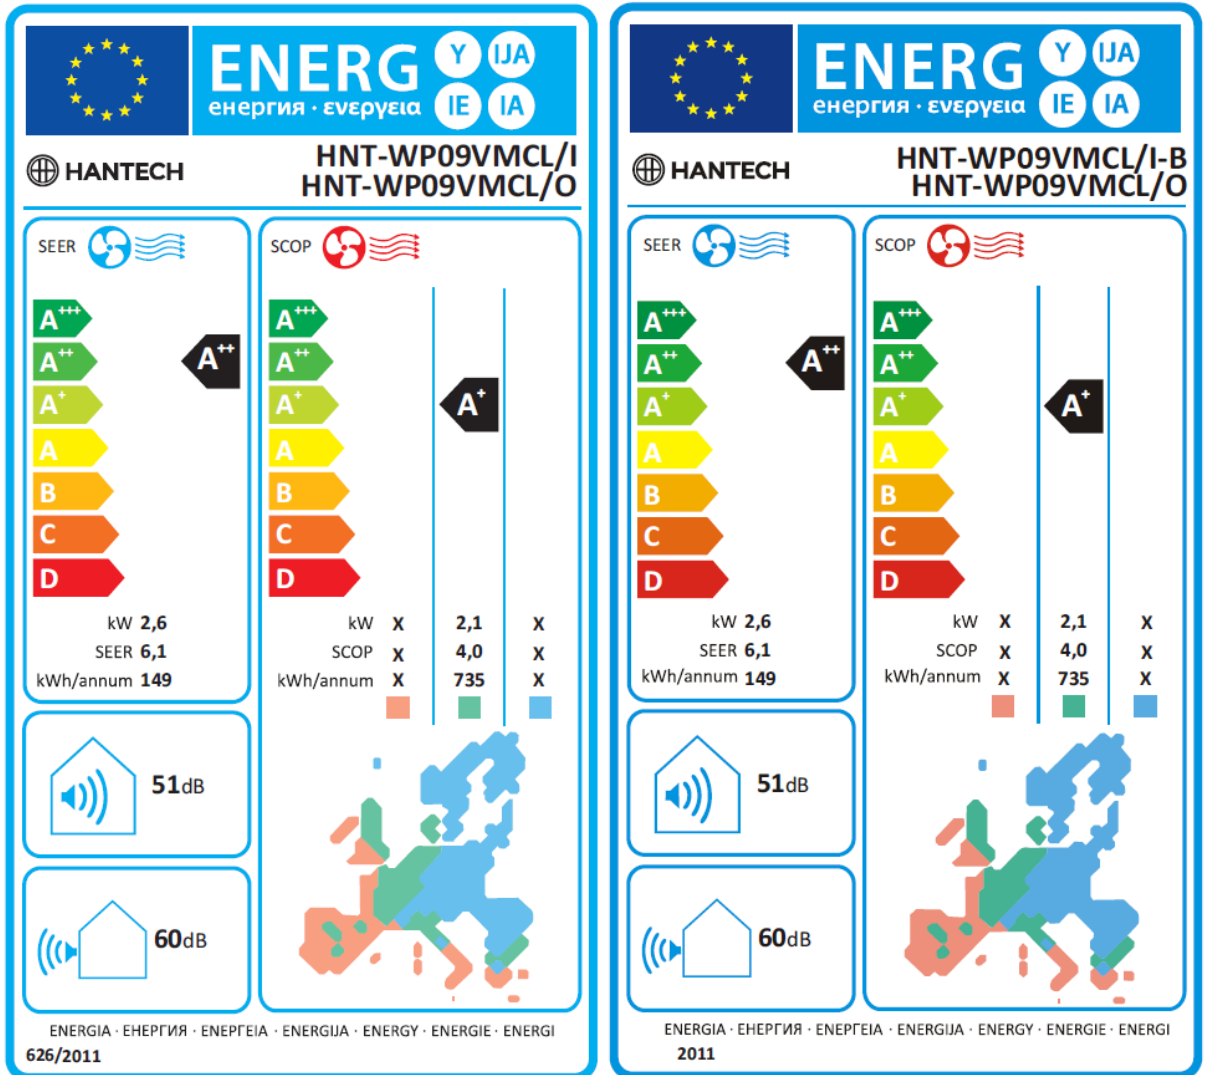 ENERG
енергия · ενεργεια
Y
IJA
IE
IA
HANTECH
HNT-WP09VMCL/I
HNT-WP09VMCL/O
SEER
A+++
A++
A+
A
B
C
D
A++
kW 2,6
SEER 6,1
kWh/annum 149
SCOP
A+++
A++
A+
A
B
C
D
A+
kW X 2,1 X
SCOP X 4,0 X
kWh/annum X 735 X
51dB
60dB
ENERGIA · ЕНЕРГИЯ · ΕΝΕΡΓΕΙΑ · ENERGIJA · ENERGY · ENERGIE · ENERGI
626/2011
ENERG
енергия · ενεργεια
Y
IJA
IE
IA
HANTECH
HNT-WP09VMCL/I-B
HNT-WP09VMCL/O
SEER
A+++
A++
A+
A
B
C
D
A++
kW 2,6
SEER 6,1
kWh/annum 149
SCOP
A+++
A++
A+
A
B
C
D
A+
kW X 2,1 X
SCOP X 4,0 X
kWh/annum X 735 X
51dB
60dB
ENERGIA · ЕНЕРГИЯ · ΕΝΕΡΓΕΙΑ · ENERGIJA · ENERGY · ENERGIE · ENERGI
2011